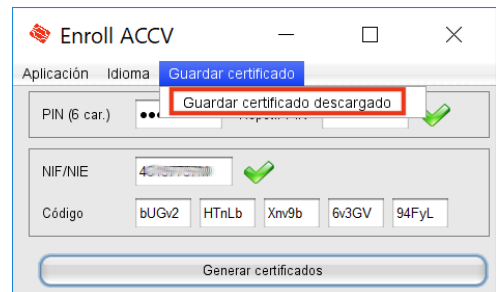 Enroll ACCV
Aplicación Idioma Guardar certificado
Guardar certificado descargado
PIN (6 car.)
NIF/NIE
Código bUGv2 HTnLb Xnv9b 6v3GV 94FyL
Generar certificados